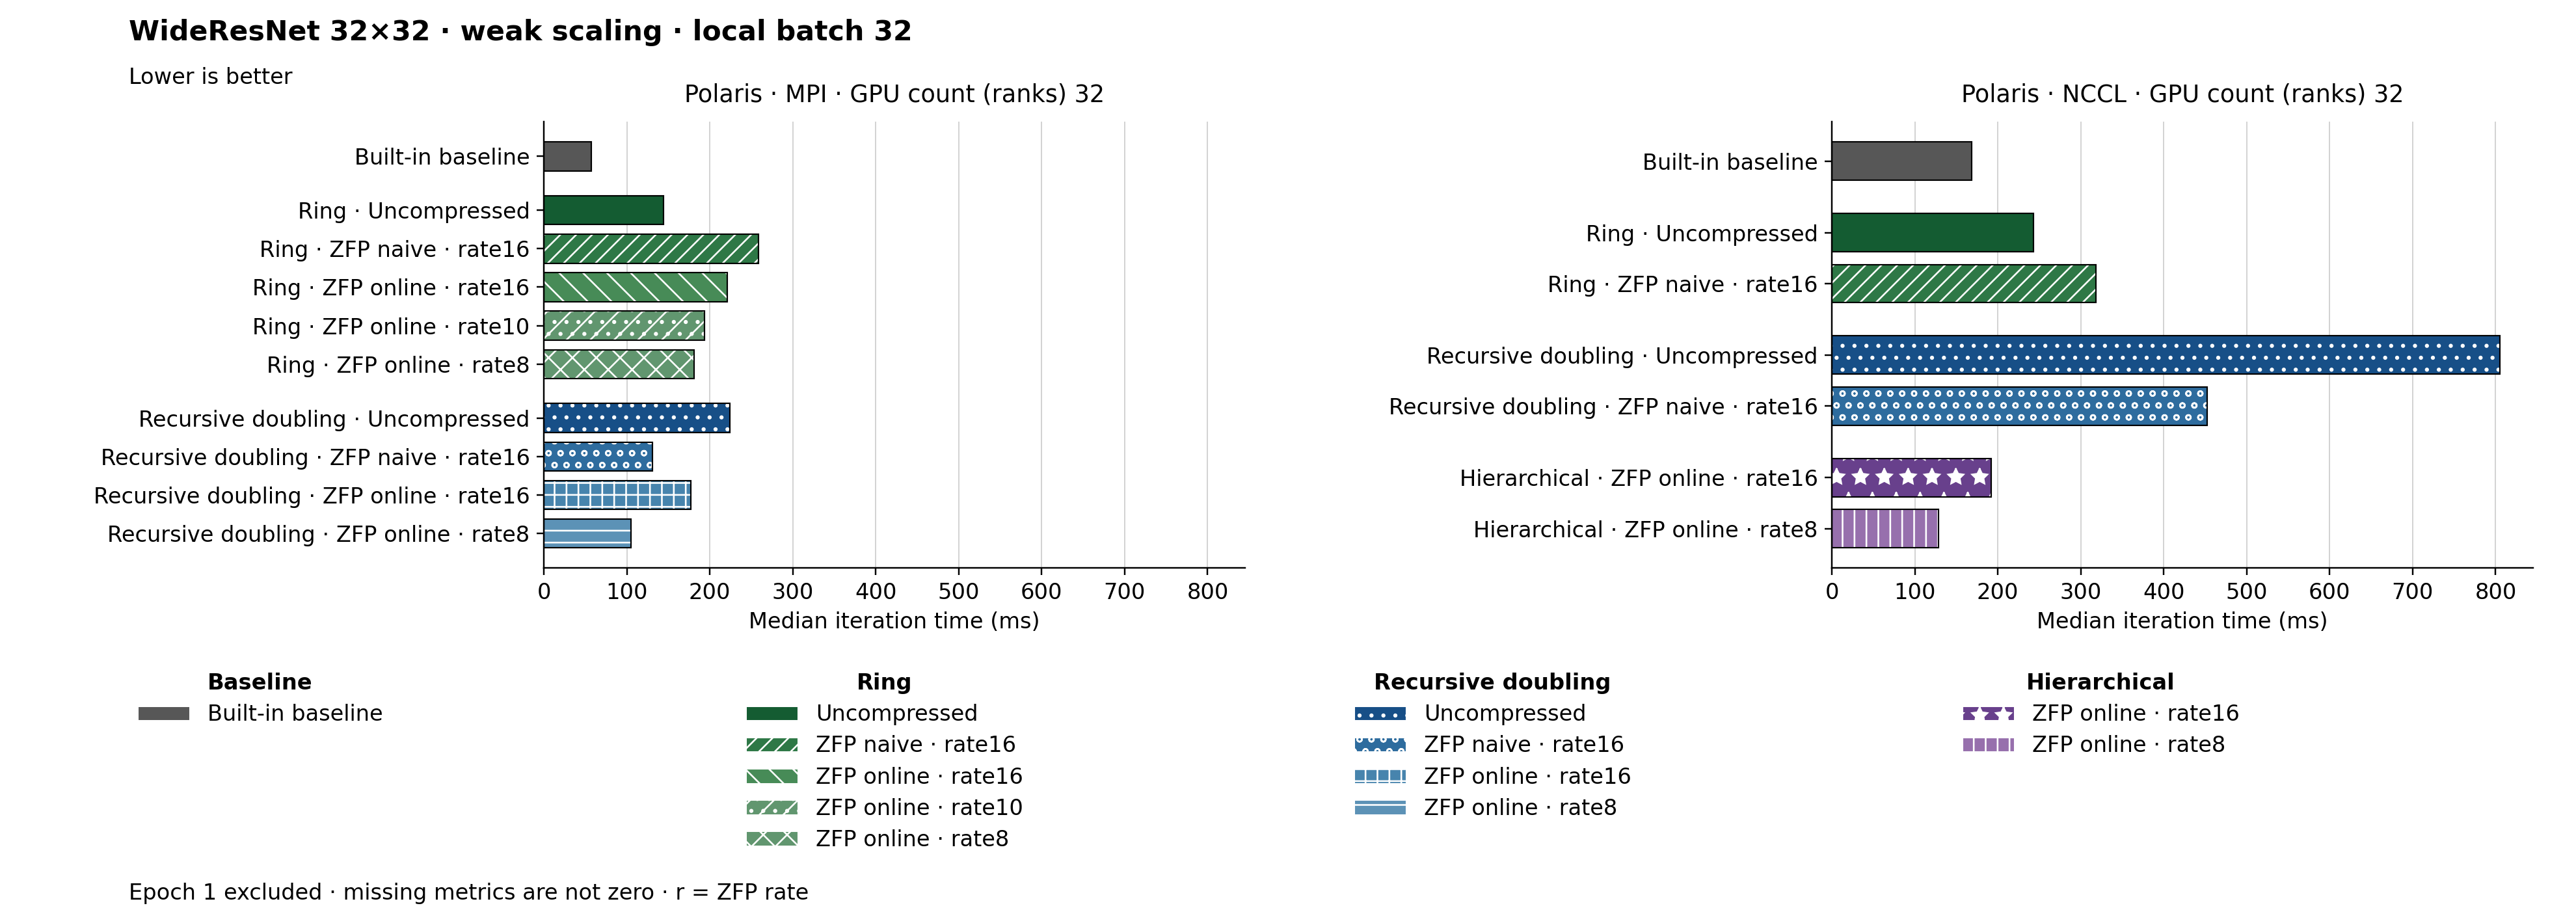 WideResNet 32×32 · weak scaling · local batch 32
Lower is better
Polaris · MPI · GPU count (ranks) 32
Built-in baseline
Ring · Uncompressed
Ring · ZFP naive · rate16
Ring · ZFP online · rate16
Ring · ZFP online · rate10
Ring · ZFP online · rate8
Recursive doubling · Uncompressed
Recursive doubling · ZFP naive · rate16
Recursive doubling · ZFP online · rate16
Recursive doubling · ZFP online · rate8
0 100 200 300 400 500 600 700 800
Median iteration time (ms)
Polaris · NCCL · GPU count (ranks) 32
Built-in baseline
Ring · Uncompressed
Ring · ZFP naive · rate16
Recursive doubling · Uncompressed
Recursive doubling · ZFP naive · rate16
Hierarchical · ZFP online · rate16
Hierarchical · ZFP online · rate8
0 100 200 300 400 500 600 700 800
Median iteration time (ms)
Baseline
Built-in baseline
Ring
Uncompressed
ZFP naive · rate16
ZFP online · rate16
ZFP online · rate10
ZFP online · rate8
Recursive doubling
Uncompressed
ZFP naive · rate16
ZFP online · rate16
ZFP online · rate8
Hierarchical
ZFP online · rate16
ZFP online · rate8
Epoch 1 excluded · missing metrics are not zero · r = ZFP rate